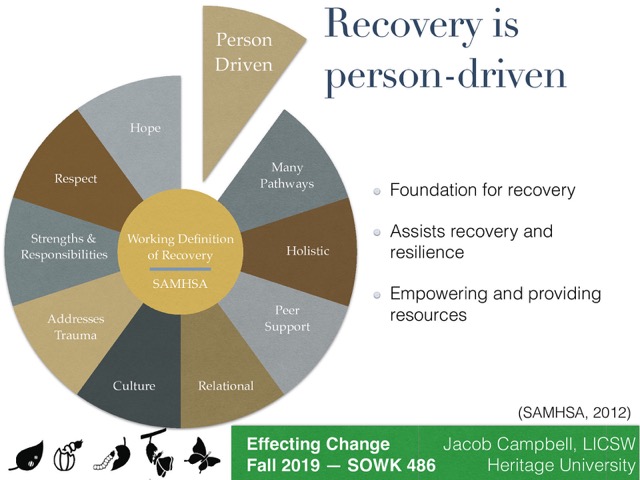 Recovery is
person-driven
Person
Driven
Many
Pathways
Holistic
Peer
Support
Relational
Culture
Addresses
Trauma
Strengths &
Responsibilities
Respect
Hope
Working Definition
of Recovery
SAMHSA
Foundation for recovery
Assists recovery and
resilience
Empowering and providing
resources
(SAMHSA, 2012)
Effecting Change
Fall 2019 — SOWK 486
Jacob Campbell, LICSW
Heritage University